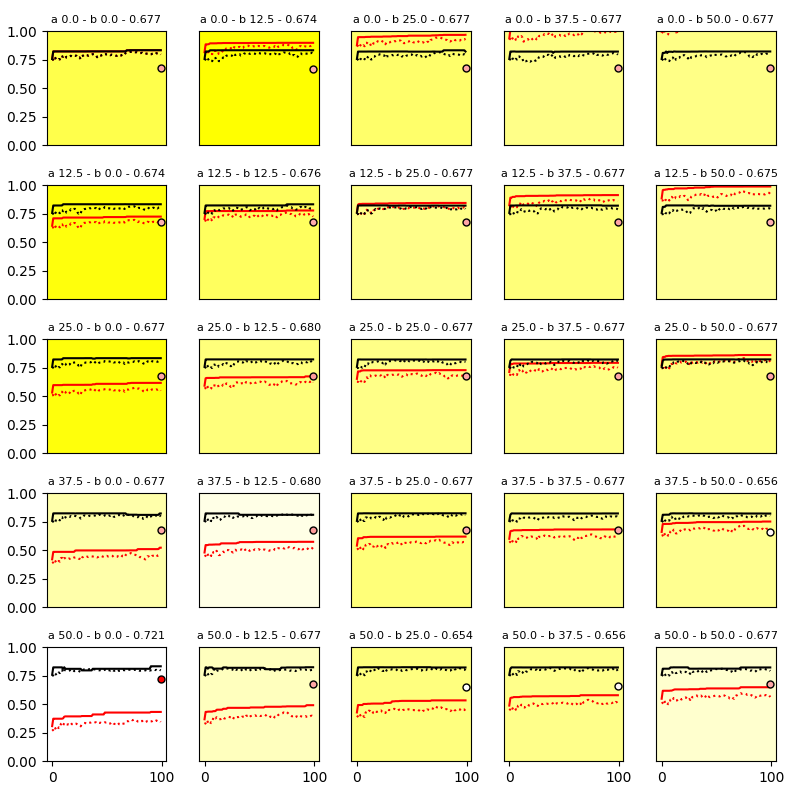 a 0.0 - b 0.0 - 0.677
a 0.0 - b 12.5 - 0.674
a 0.0 - b 25.0 - 0.677
a 0.0 - b 37.5 - 0.677
a 0.0 - b 50.0 - 0.677
1.00
0.75
0.50
0.25
0.00
a 12.5 - b 0.0 - 0.674
a 12.5 - b 12.5 - 0.676
a 12.5 - b 25.0 - 0.677
a 12.5 - b 37.5 - 0.677
a 12.5 - b 50.0 - 0.675
1.00
0.75
0.50
0.25
0.00
a 25.0 - b 0.0 - 0.677
a 25.0 - b 12.5 - 0.680
a 25.0 - b 25.0 - 0.677
a 25.0 - b 37.5 - 0.677
a 25.0 - b 50.0 - 0.677
1.00
0.75
0.50
0.25
0.00
a 37.5 - b 0.0 - 0.677
a 37.5 - b 12.5 - 0.680
a 37.5 - b 25.0 - 0.677
a 37.5 - b 37.5 - 0.677
a 37.5 - b 50.0 - 0.656
1.00
0.75
0.50
0.25
0.00
a 50.0 - b 0.0 - 0.721
a 50.0 - b 12.5 - 0.677
a 50.0 - b 25.0 - 0.654
a 50.0 - b 37.5 - 0.656
a 50.0 - b 50.0 - 0.677
1.00
0.75
0.50
0.25
0.00
0 100
0 100
0 100
0 100
0 100